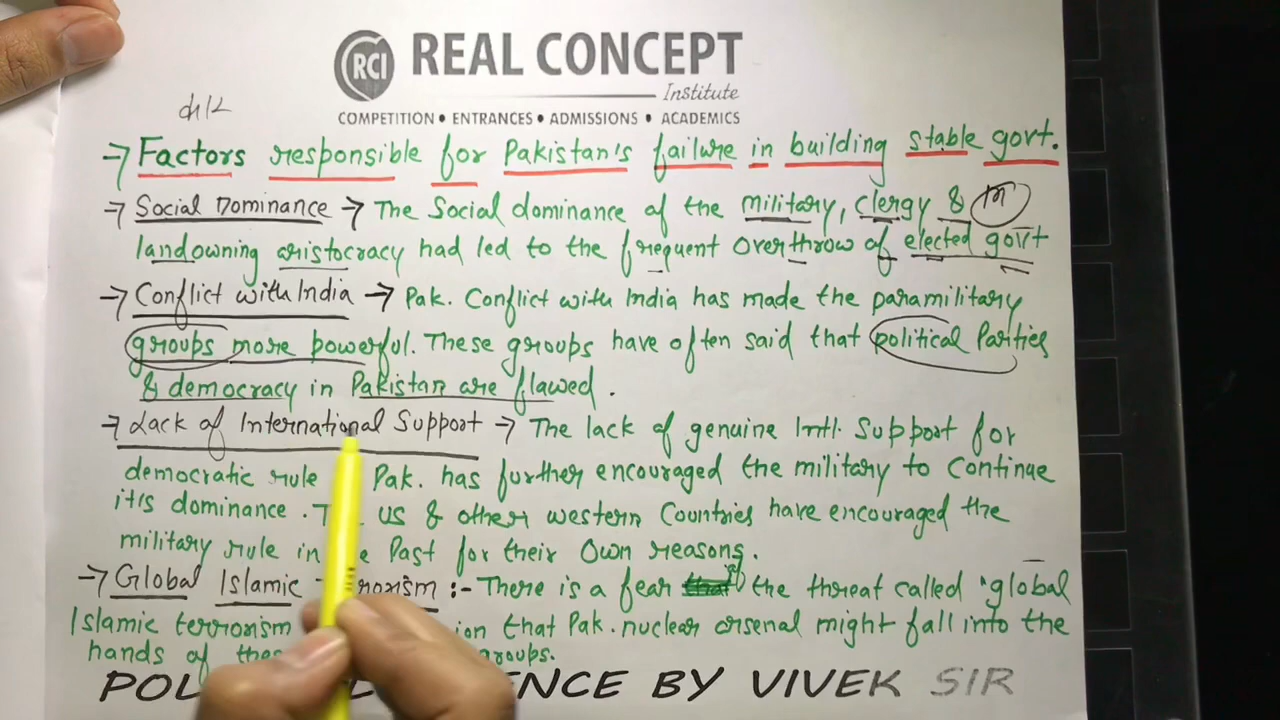 RCI REAL CONCEPT
Institute
COMPETITION • ENTRANCES • ADMISSIONS • ACADEMICS
→ Factors responsible for Pakistan's failure in building stable govt.
→ Social Dominance → The Social dominance of the military, clergy &
landowning aristocracy had led to the frequent overthrow of elected govt
→ Conflict with India → Pak. Conflict with India has made the paramilitary
groups more powerful. These groups have often said that political Parties
& democracy in Pakistan are flawed.
→ Lack of International Support → The lack of genuine Intl. Support for
democratic rule Pak. has further encouraged the military to Continue
it's dominance. US & other western Countries have encouraged the
military rule in Past for their Own reasons.
→ Global Islamic :- There is a fear of the threat called 'global
Islamic terrorism that Pak. nuclear arsenal might fall into the
hands of groups.
BY VIVEK SIR